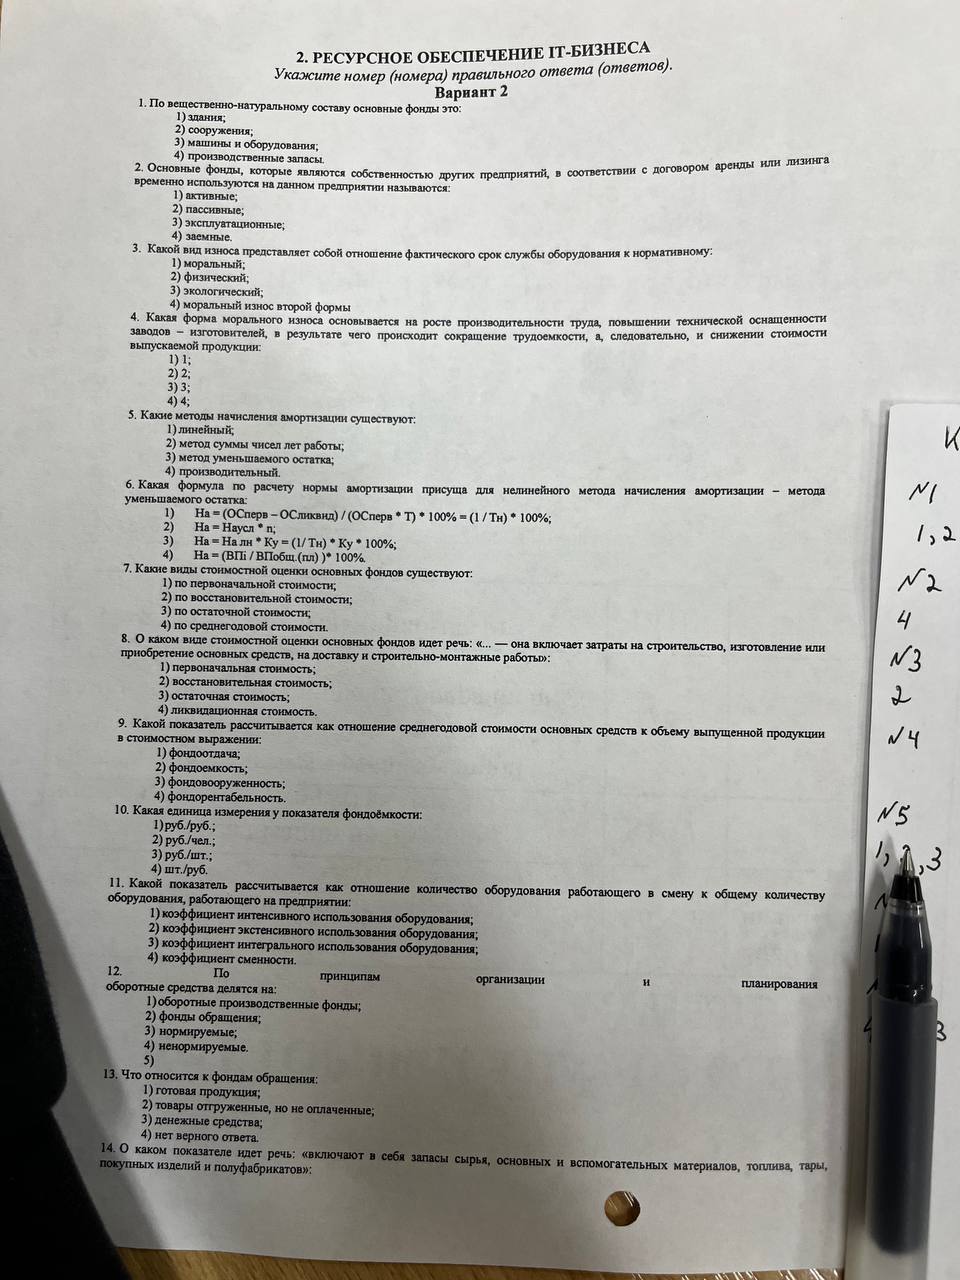 2. РЕСУРСНОЕ ОБЕСПЕЧЕНИЕ IT-БИЗНЕСА
Укажите номер (номера) правильного ответа (ответов).
Вариант 2
1. По вещественно-натуральному составу основные фонды это:
1) здания;
2) сооружения;
3) машины и оборудования;
4) производственные запасы.
2. Основные фонды, которые являются собственностью других предприятий, в соответствии с договором аренды или лизинга
временно используются на данном предприятии называются:
1) активные;
2) пассивные;
3) эксплуатационные;
4) заемные.
3. Какой вид износа представляет собой отношение фактического срок службы оборудования к нормативному:
1) моральный;
2) физический;
3) экологический;
4) моральный износ второй формы
4. Какая форма морального износа основывается на росте производительности труда, повышении технической оснащенности
заводов – изготовителей, в результате чего происходит сокращение трудоемкости, а, следовательно, и снижении стоимости
выпускаемой продукции:
1) 1;
2) 2;
3) 3;
4) 4;
5. Какие методы начисления амортизации существуют:
1) линейный;
2) метод суммы чисел лет работы;
3) метод уменьшаемого остатка;
4) производительный.
6. Какая формула по расчету нормы амортизации присуща для нелинейного метода начисления амортизации – метода
уменьшаемого остатка:
1) На = (ОСперв – ОСликвид) / (ОСперв * Т) * 100% = (1 / Тн) * 100%;
2) На = Наусл * n;
3) На = На лн * Ку = (1/ Тн) * Ку * 100%;
4) На = (ВПi / ВПобщ.(пл) )* 100%.
7. Какие виды стоимостной оценки основных фондов существуют:
1) по первоначальной стоимости;
2) по восстановительной стоимости;
3) по остаточной стоимости;
4) по среднегодовой стоимости.
8. О каком виде стоимостной оценки основных фондов идет речь: «... — она включает затраты на строительство, изготовление или
приобретение основных средств, на доставку и строительно-монтажные работы»:
1) первоначальная стоимость;
2) восстановительная стоимость;
3) остаточная стоимость;
4) ликвидационная стоимость.
9. Какой показатель рассчитывается как отношение среднегодовой стоимости основных средств к объему выпущенной продукции
в стоимостном выражении:
1) фондоотдача;
2) фондоемкость;
3) фондовооруженность;
4) фондорентабельность.
10. Какая единица измерения у показателя фондоёмкости:
1) руб./руб.;
2) руб./чел.;
3) руб./шт.;
4) шт./руб.
11. Какой показатель рассчитывается как отношение количество оборудования работающего в смену к общему количеству
оборудования, работающего на предприятии:
1) коэффициент интенсивного использования оборудования;
2) коэффициент экстенсивного использования оборудования;
3) коэффициент интегрального использования оборудования;
4) коэффициент сменности.
12. По принципам организации и планирования
оборотные средства делятся на:
1) оборотные производственные фонды;
2) фонды обращения;
3) нормируемые;
4) ненормируемые.
5)
13. Что относится к фондам обращения:
1) готовая продукция;
2) товары отгруженные, но не оплаченные;
3) денежные средства;
4) нет верного ответа.
14. О каком показателе идет речь: «включают в себя запасы сырья, основных и вспомогательных материалов, топлива, тары,
покупных изделий и полуфабрикатов»:
К
N1
1, 2
N2
4
N3
2
N4
N5
1, 2, 3